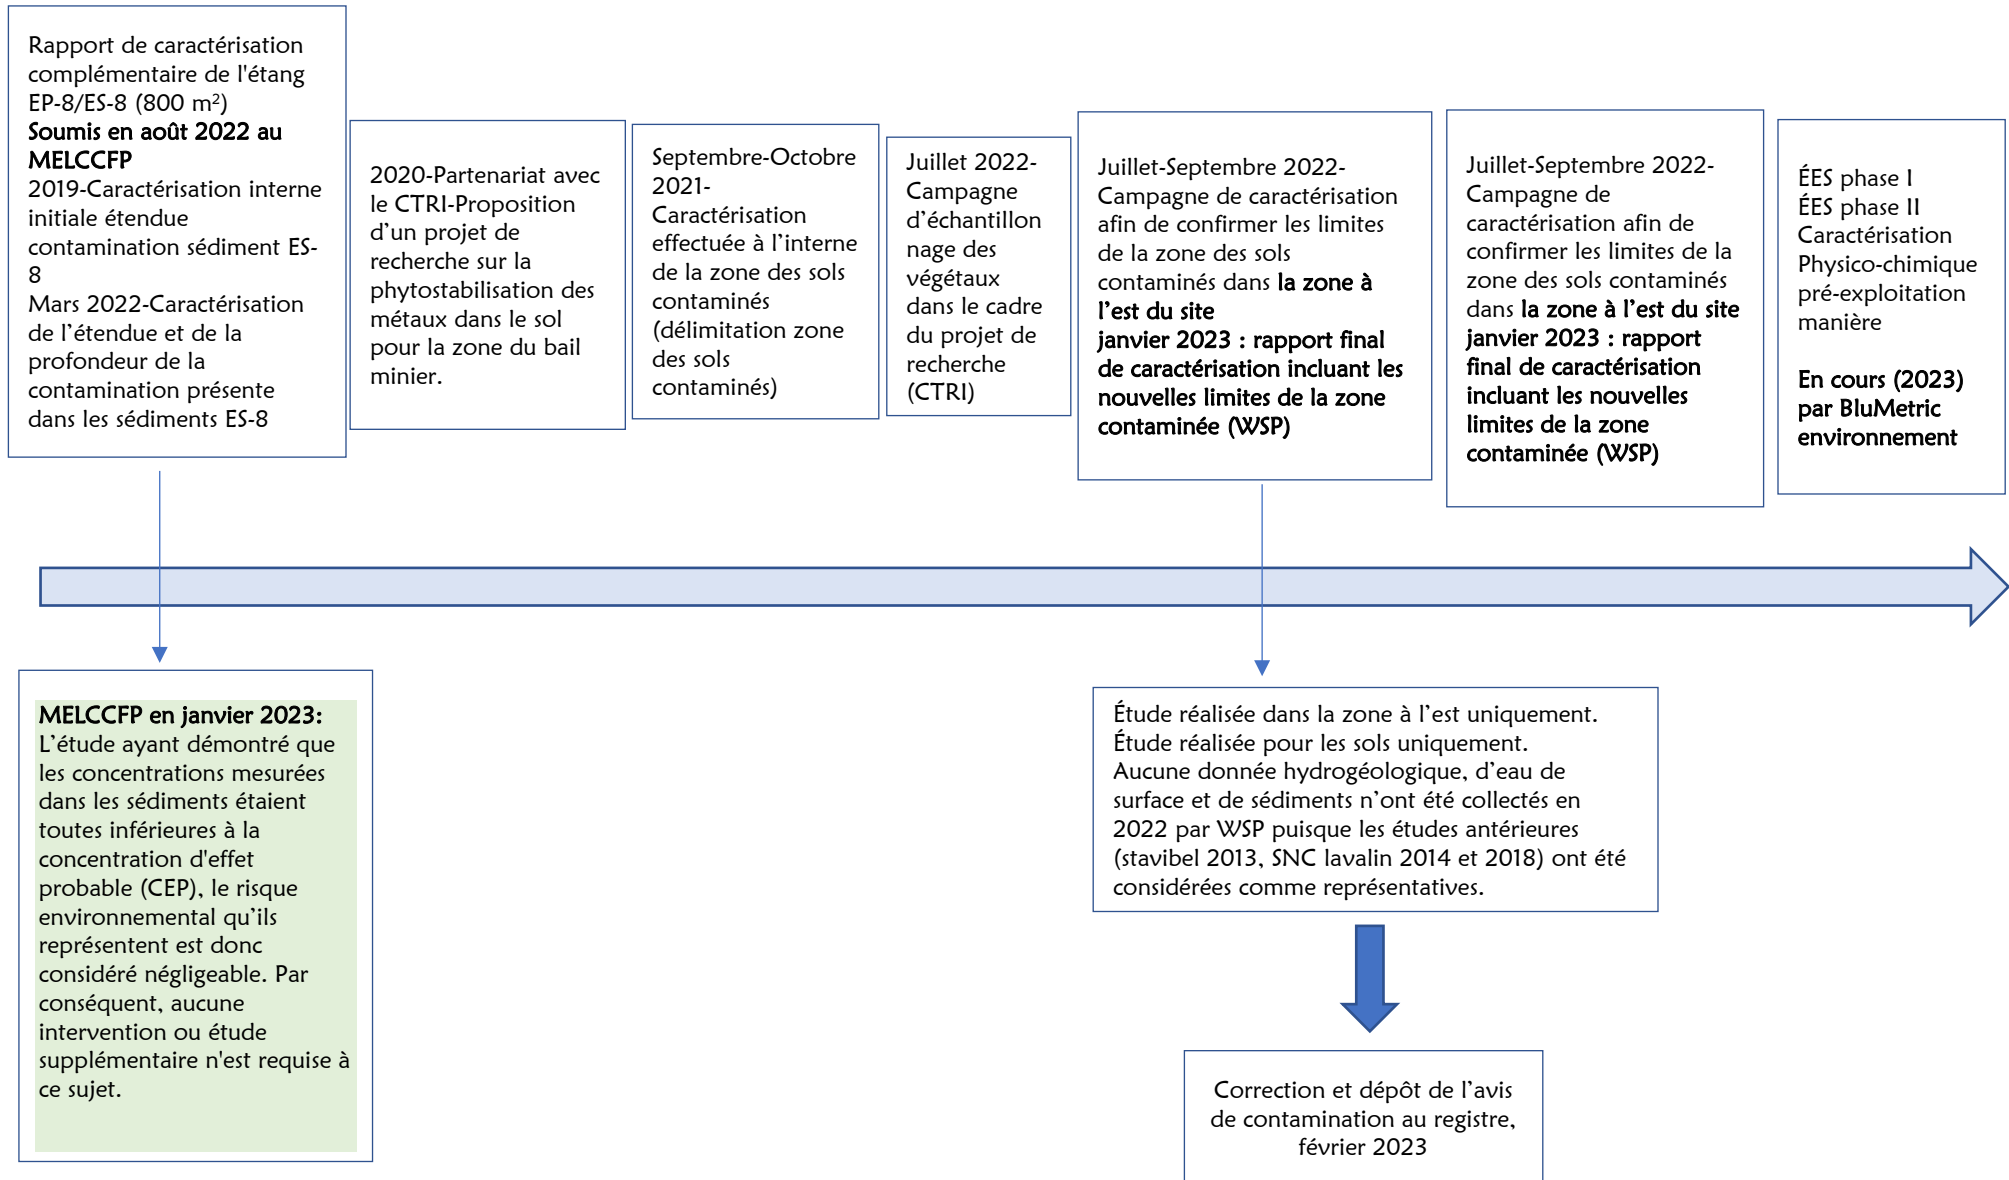 Rapport de caractérisation
complémentaire de l'étang
EP-8/ES-8 (800 m²)
Soumis en août 2022 au
MELCCFP
2019-Caractérisation interne
initiale étendue
contamination sédiment ES-
8
Mars 2022-Caractérisation
de l’étendue et de la
profondeur de la
contamination présente
dans les sédiments ES-8
2020-Partenariat avec
le CTRI-Proposition
d’un projet de
recherche sur la
phytostabilisation des
métaux dans le sol
pour la zone du bail
minier.
Septembre-Octobre
2021-
Caractérisation
effectuée à l’interne
de la zone des sols
contaminés
(délimitation zone
des sols
contaminés)
Juillet 2022-
Campagne
d’échantillon
nage des
végétaux
dans le cadre
du projet de
recherche
(CTRI)
Juillet-Septembre 2022-
Campagne de caractérisation
afin de confirmer les limites
de la zone des sols
contaminés dans la zone à
l’est du site
janvier 2023 : rapport final
de caractérisation incluant les
nouvelles limites de la zone
contaminée (WSP)
Juillet-Septembre 2022-
Campagne de
caractérisation afin de
confirmer les limites de la
zone des sols contaminés
dans la zone à l’est du site
janvier 2023 : rapport
final de caractérisation
incluant les nouvelles
limites de la zone
contaminée (WSP)
ÉES phase I
ÉES phase II
Caractérisation
Physico-chimique
pré-exploitation
manière
En cours (2023)
par BluMetric
environnement
MELCCFP en janvier 2023:
L’étude ayant démontré que
les concentrations mesurées
dans les sédiments étaient
toutes inférieures à la
concentration d'effet
probable (CEP), le risque
environnemental qu’ils
représentent est donc
considéré négligeable. Par
conséquent, aucune
intervention ou étude
supplémentaire n'est requise à
ce sujet.
Étude réalisée dans la zone à l’est uniquement.
Étude réalisée pour les sols uniquement.
Aucune donnée hydrogéologique, d’eau de
surface et de sédiments n’ont été collectés en
2022 par WSP puisque les études antérieures
(stavibel 2013, SNC lavalin 2014 et 2018) ont été
considérées comme représentatives.
Correction et dépôt de l’avis
de contamination au registre,
février 2023